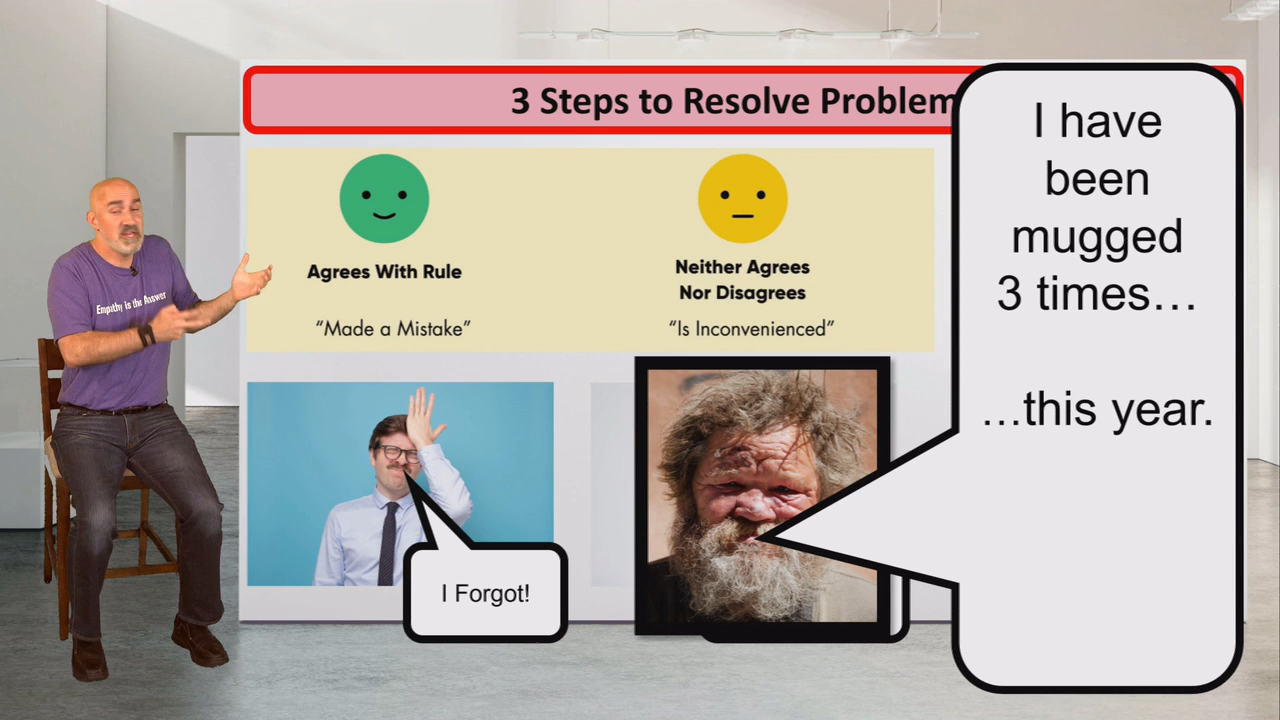 3 Steps to Resolve Problem
Agrees With Rule
"Made a Mistake"
Neither Agrees
Nor Disagrees
"Is Inconvenienced"
Empathy is the Answer
I Forgot!
I have
been
mugged
3 times…
…this year.